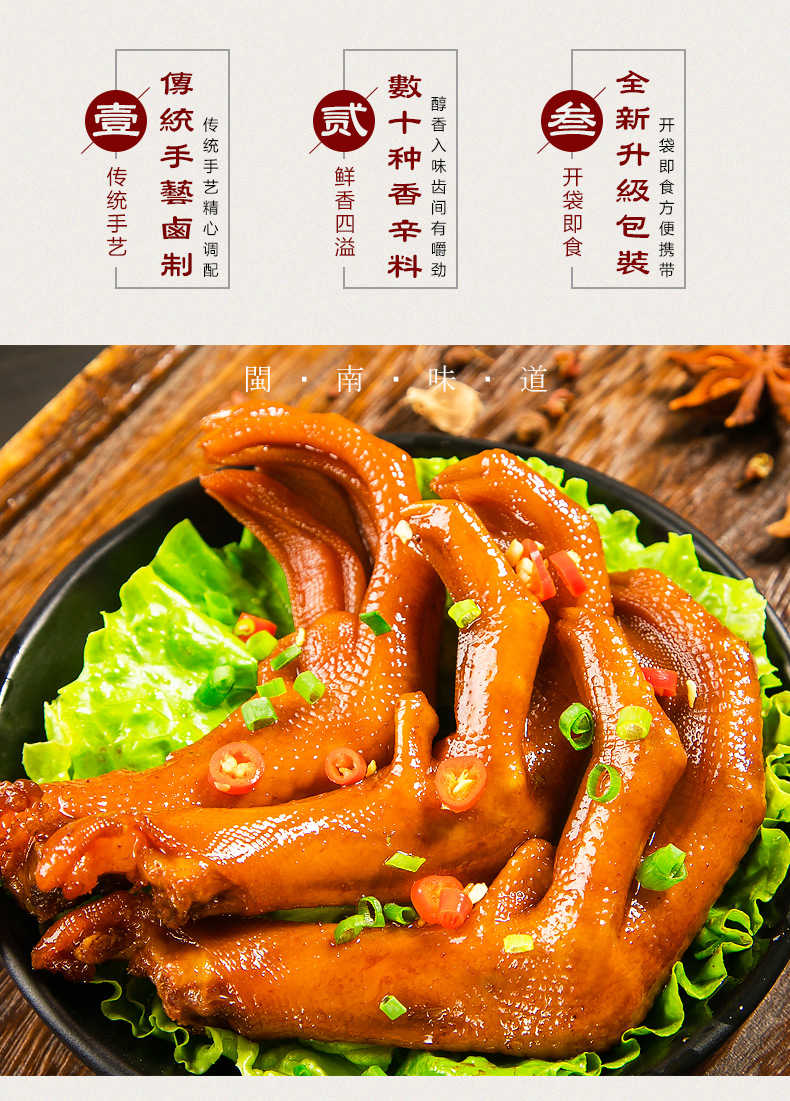 壹
傳統手藝鹵制
传统手艺精心调配
传统手艺
贰
數十种香辛料
醇香入味齿间有嚼劲
鲜香四溢
叁
全新升級包裝
开袋即食方便携带
开袋即食
閩·南·味·道